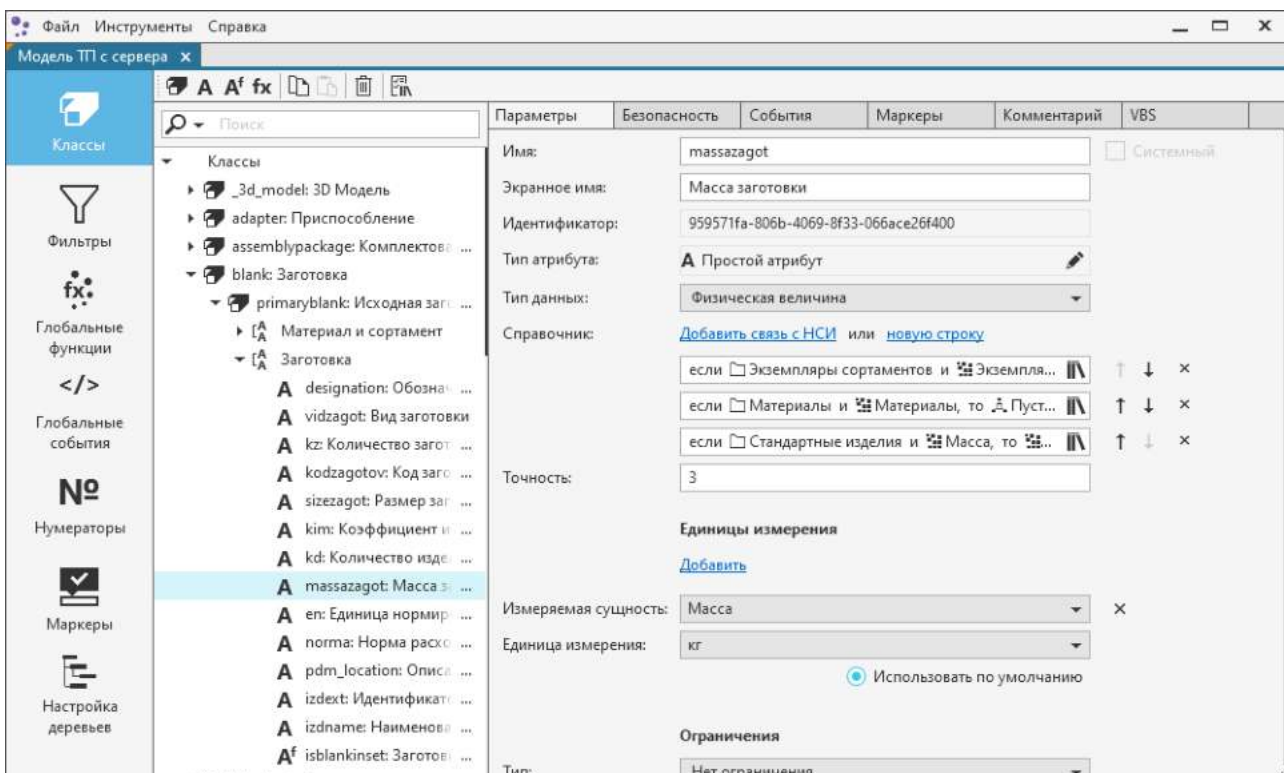 Файл Инструменты Справка
Модель ТП с сервера x
A Af fx
Классы
Фильтры
Глобальные функции
Глобальные события
Нумераторы
Маркеры
Настройка деревьев
Поиск
Классы
_3d_model: 3D Модель
adapter: Приспособление
assemblypackage: Комплектова ...
blank: Заготовка
primaryblank: Исходная заг ...
Материал и сортамент
Заготовка
A designation: Обознач ...
A vidzagot: Вид заготовки
A kz: Количество загот ...
A kodzagotov: Код заго ...
A sizezagot: Размер заг ...
A kim: Коэффициент и ...
A kd: Количество изде ...
A massazagot: Масса з ...
A en: Единица нормир ...
A norma: Норма расхо ...
A pdm_location: Описа ...
A izdext: Идентификат ...
A izdname: Наименова ...
Af isblankinset: Заготов ...
Параметры Безопасность События Маркеры Комментарий VBS
Имя: massazagot Системный
Экранное имя: Масса заготовки
Идентификатор: 959571fa-806b-4069-8f33-066ace26f400
Тип атрибута: A Простой атрибут
Тип данных: Физическая величина
Справочник: Добавить связь с НСИ или новую строку
если Экземпляры сортаментов и Экземпля...
если Материалы и Материалы, то Пуст...
если Стандартные изделия и Масса, то ...
Точность: 3
Единицы измерения
Добавить
Измеряемая сущность: Масса
Единица измерения: кг
Использовать по умолчанию
Ограничения
Тип: Нет ограничения